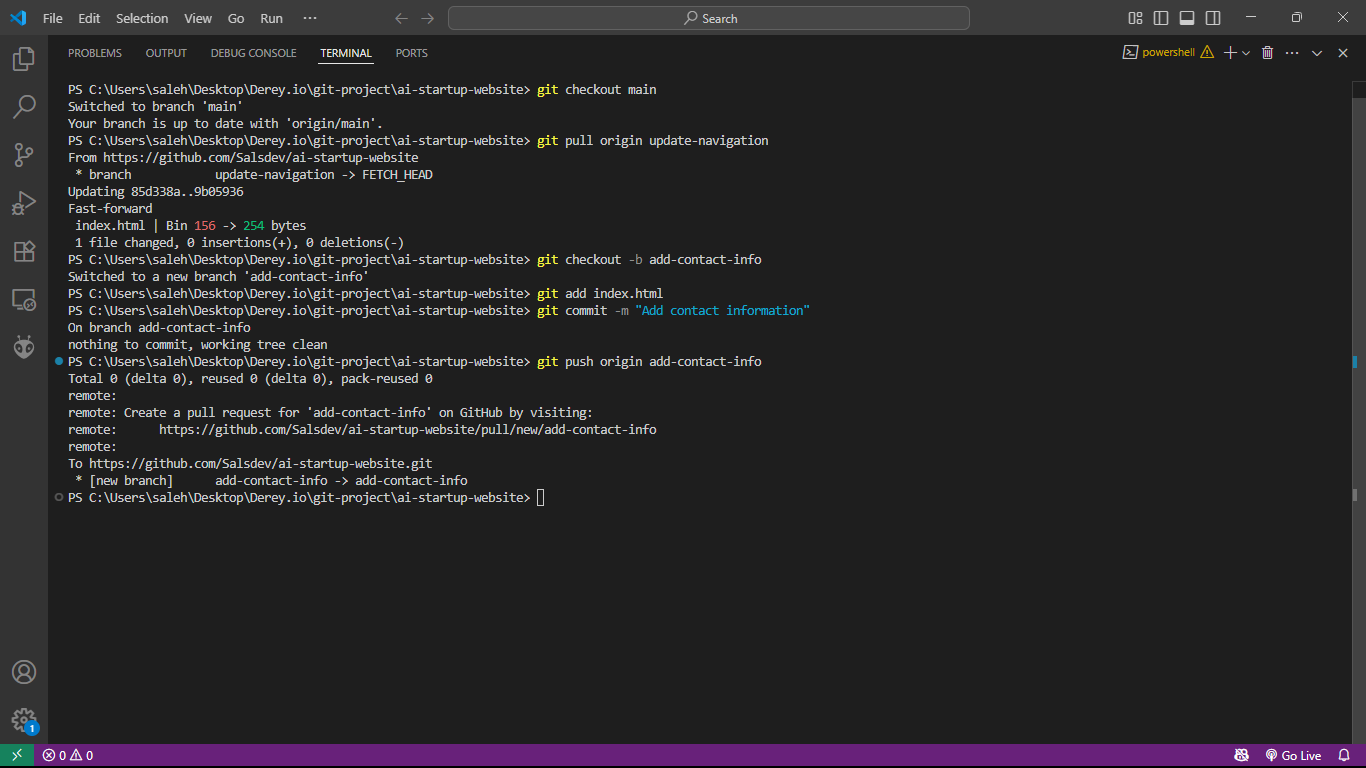 File Edit Selection View Go Run ··· Search
PROBLEMS OUTPUT DEBUG CONSOLE TERMINAL PORTS powershell
PS C:\Users\saleh\Desktop\Derey.io\git-project\ai-startup-website> git checkout main
Switched to branch 'main'
Your branch is up to date with 'origin/main'.
PS C:\Users\saleh\Desktop\Derey.io\git-project\ai-startup-website> git pull origin update-navigation
From https://github.com/Salsdev/ai-startup-website
 * branch            update-navigation -> FETCH_HEAD
Updating 85d338a..9b05936
Fast-forward
 index.html | Bin 156 -> 254 bytes
 1 file changed, 0 insertions(+), 0 deletions(-)
PS C:\Users\saleh\Desktop\Derey.io\git-project\ai-startup-website> git checkout -b add-contact-info
Switched to a new branch 'add-contact-info'
PS C:\Users\saleh\Desktop\Derey.io\git-project\ai-startup-website> git add index.html
PS C:\Users\saleh\Desktop\Derey.io\git-project\ai-startup-website> git commit -m "Add contact information"
On branch add-contact-info
nothing to commit, working tree clean
PS C:\Users\saleh\Desktop\Derey.io\git-project\ai-startup-website> git push origin add-contact-info
Total 0 (delta 0), reused 0 (delta 0), pack-reused 0
remote:
remote: Create a pull request for 'add-contact-info' on GitHub by visiting:
remote:      https://github.com/Salsdev/ai-startup-website/pull/new/add-contact-info
remote:
To https://github.com/Salsdev/ai-startup-website.git
 * [new branch]      add-contact-info -> add-contact-info
PS C:\Users\saleh\Desktop\Derey.io\git-project\ai-startup-website>
1
0 0 Go Live